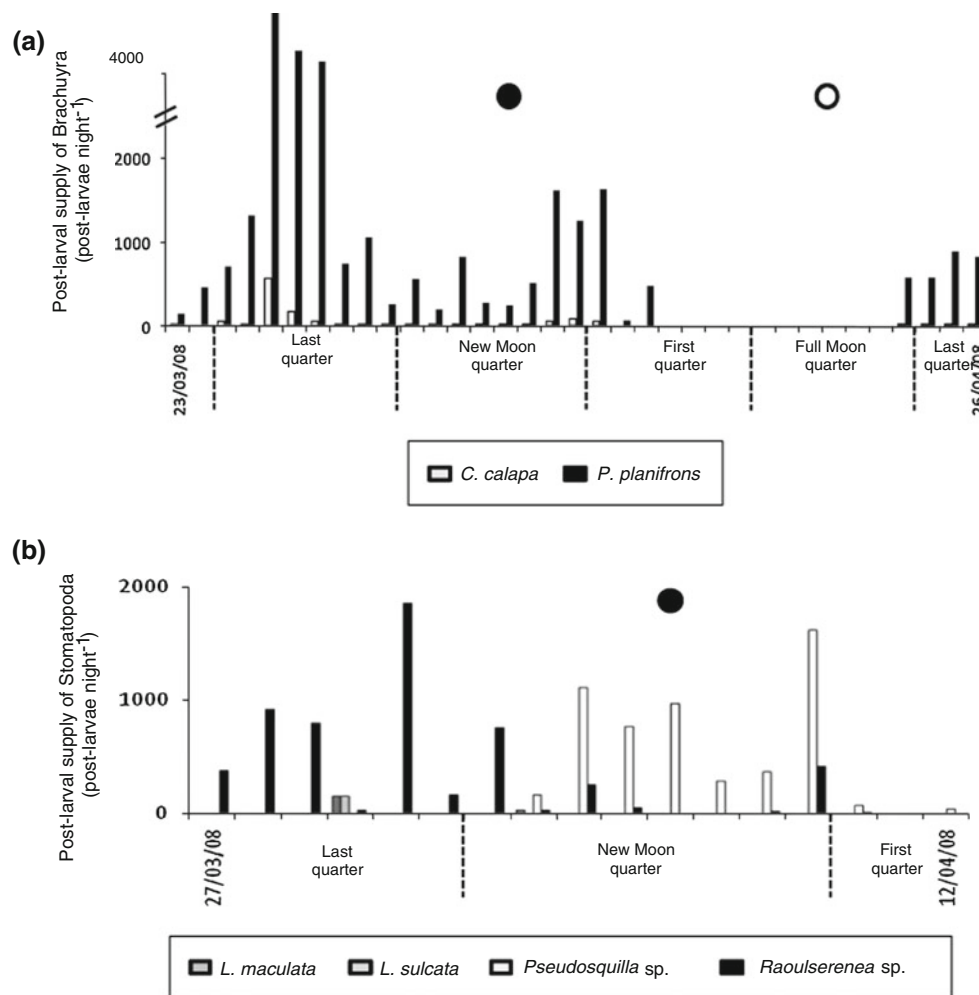 (a)
Post-larval supply of Brachuyra
(post-larvae night-1)
4000
2000
1000
0
23/03/08
Last
quarter
New Moon
quarter
First
quarter
Full Moon
quarter
Last
quarter
26/04/08
C. calapa
P. planifrons
(b)
Post-larval supply of Stomatopoda
(post-larvae night-1)
2000
1000
0
27/03/08
Last
quarter
New Moon
quarter
First
quarter
12/04/08
L. maculata
L. sulcata
Pseudosquilla sp.
Raoulserenea sp.